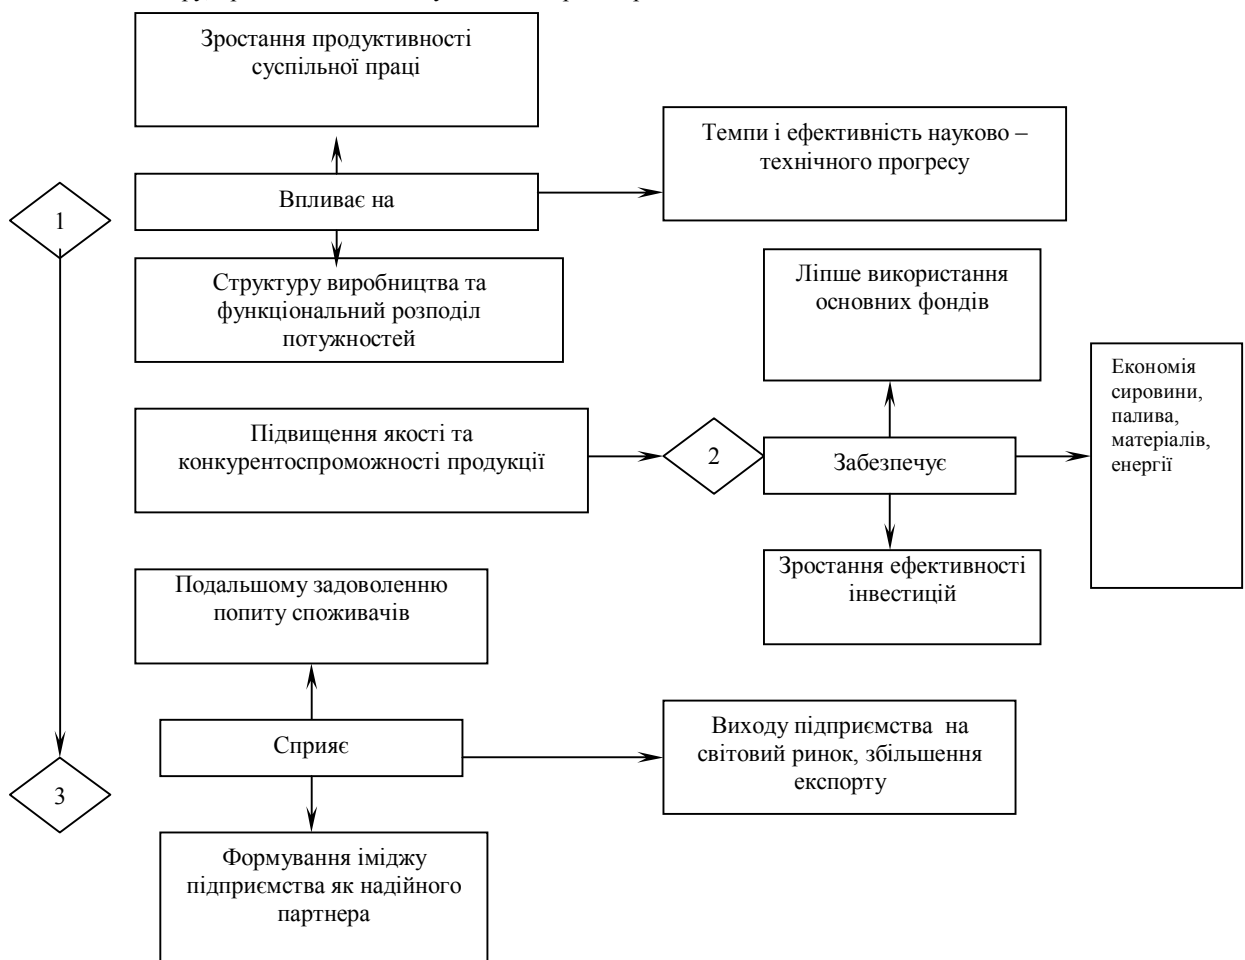 Зростання продуктивності
суспільної праці
Темпи і ефективність науково –
технічного прогресу
1
Впливає на
Структуру виробництва та
функціональний розподіл
потужностей
Ліпше використання
основних фондів
Економія
сировини,
палива,
матеріалів,
енергії
Підвищення якості та
конкурентоспроможності продукції
2
Забезпечує
Зростання ефективності
інвестицій
Подальшому задоволенню
попиту споживачів
Сприяє
Виходу підприємства на
світовий ринок, збільшення
експорту
3
Формування іміджу
підприємства як надійного
партнера